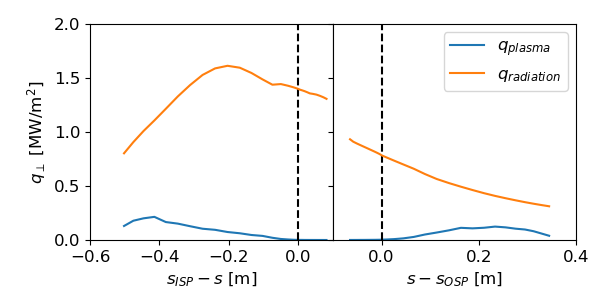 2.0
1.5
1.0
0.5
0.0
q⊥ [MW/m²]
q_plasma
q_radiation
−0.6 −0.4 −0.2 0.0 0.0 0.2 0.4
s_ISP − s [m] s − s_OSP [m]